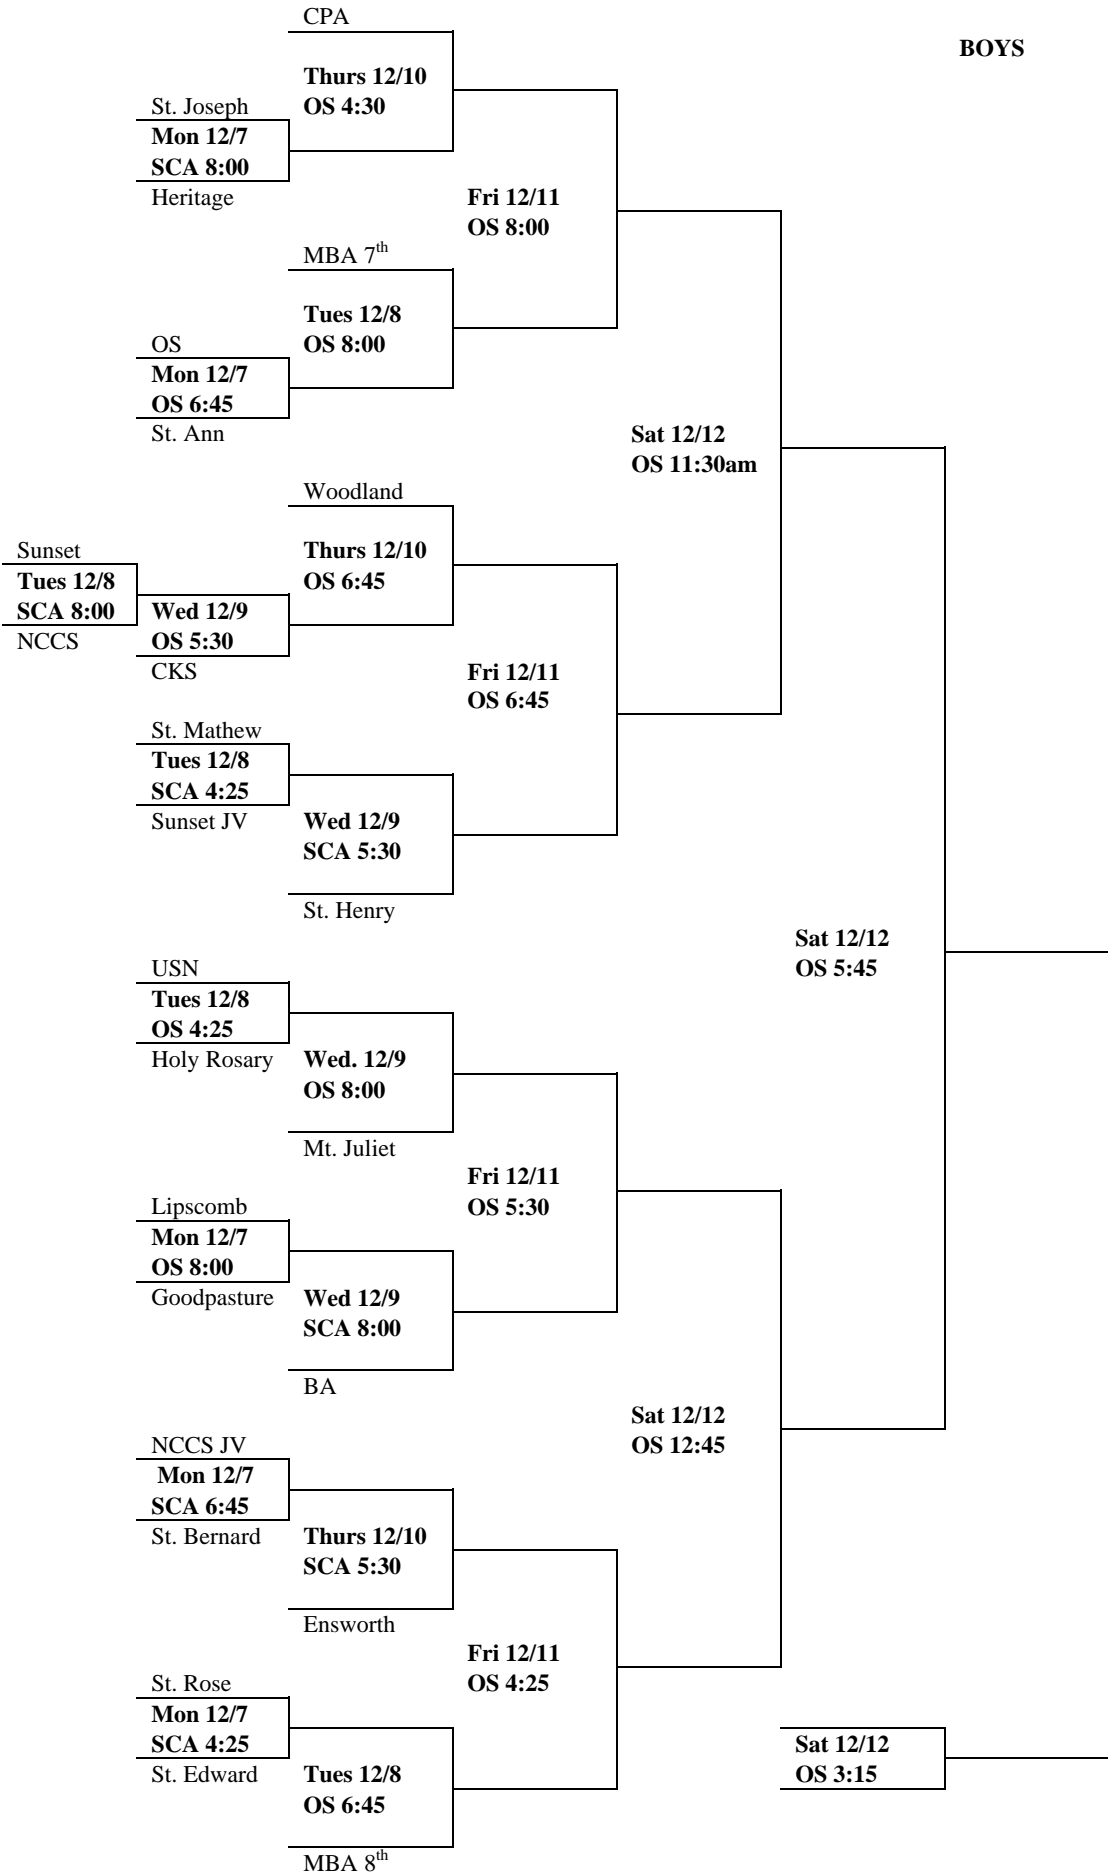 CPA
BOYS
Thurs 12/10
OS 4:30
St. Joseph
Mon 12/7
SCA 8:00
Heritage
Fri 12/11
OS 8:00
MBA 7th
Tues 12/8
OS 8:00
OS
Mon 12/7
OS 6:45
St. Ann
Sat 12/12
OS 11:30am
Woodland
Thurs 12/10
OS 6:45
Sunset
Tues 12/8
SCA 8:00
NCCS
Wed 12/9
OS 5:30
CKS
Fri 12/11
OS 6:45
St. Mathew
Tues 12/8
SCA 4:25
Sunset JV
Wed 12/9
SCA 5:30
St. Henry
Sat 12/12
OS 5:45
USN
Tues 12/8
OS 4:25
Holy Rosary
Wed. 12/9
OS 8:00
Mt. Juliet
Fri 12/11
OS 5:30
Lipscomb
Mon 12/7
OS 8:00
Goodpasture
Wed 12/9
SCA 8:00
BA
Sat 12/12
OS 12:45
NCCS JV
Mon 12/7
SCA 6:45
St. Bernard
Thurs 12/10
SCA 5:30
Ensworth
Fri 12/11
OS 4:25
St. Rose
Mon 12/7
SCA 4:25
St. Edward
Tues 12/8
OS 6:45
MBA 8th
Sat 12/12
OS 3:15